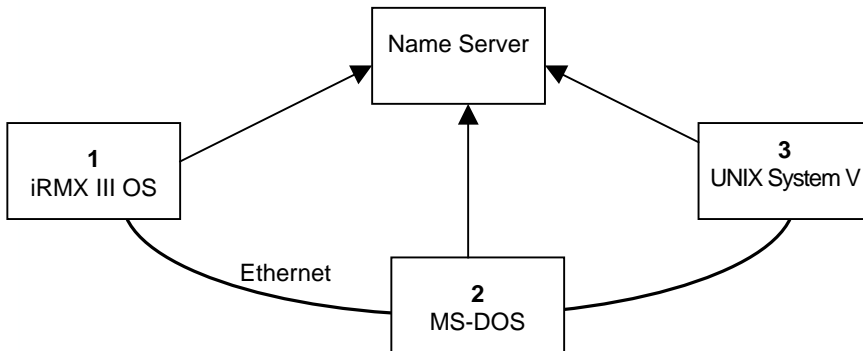 Name Server
1
iRMX III OS
3
UNIX System V
Ethernet
2
MS-DOS